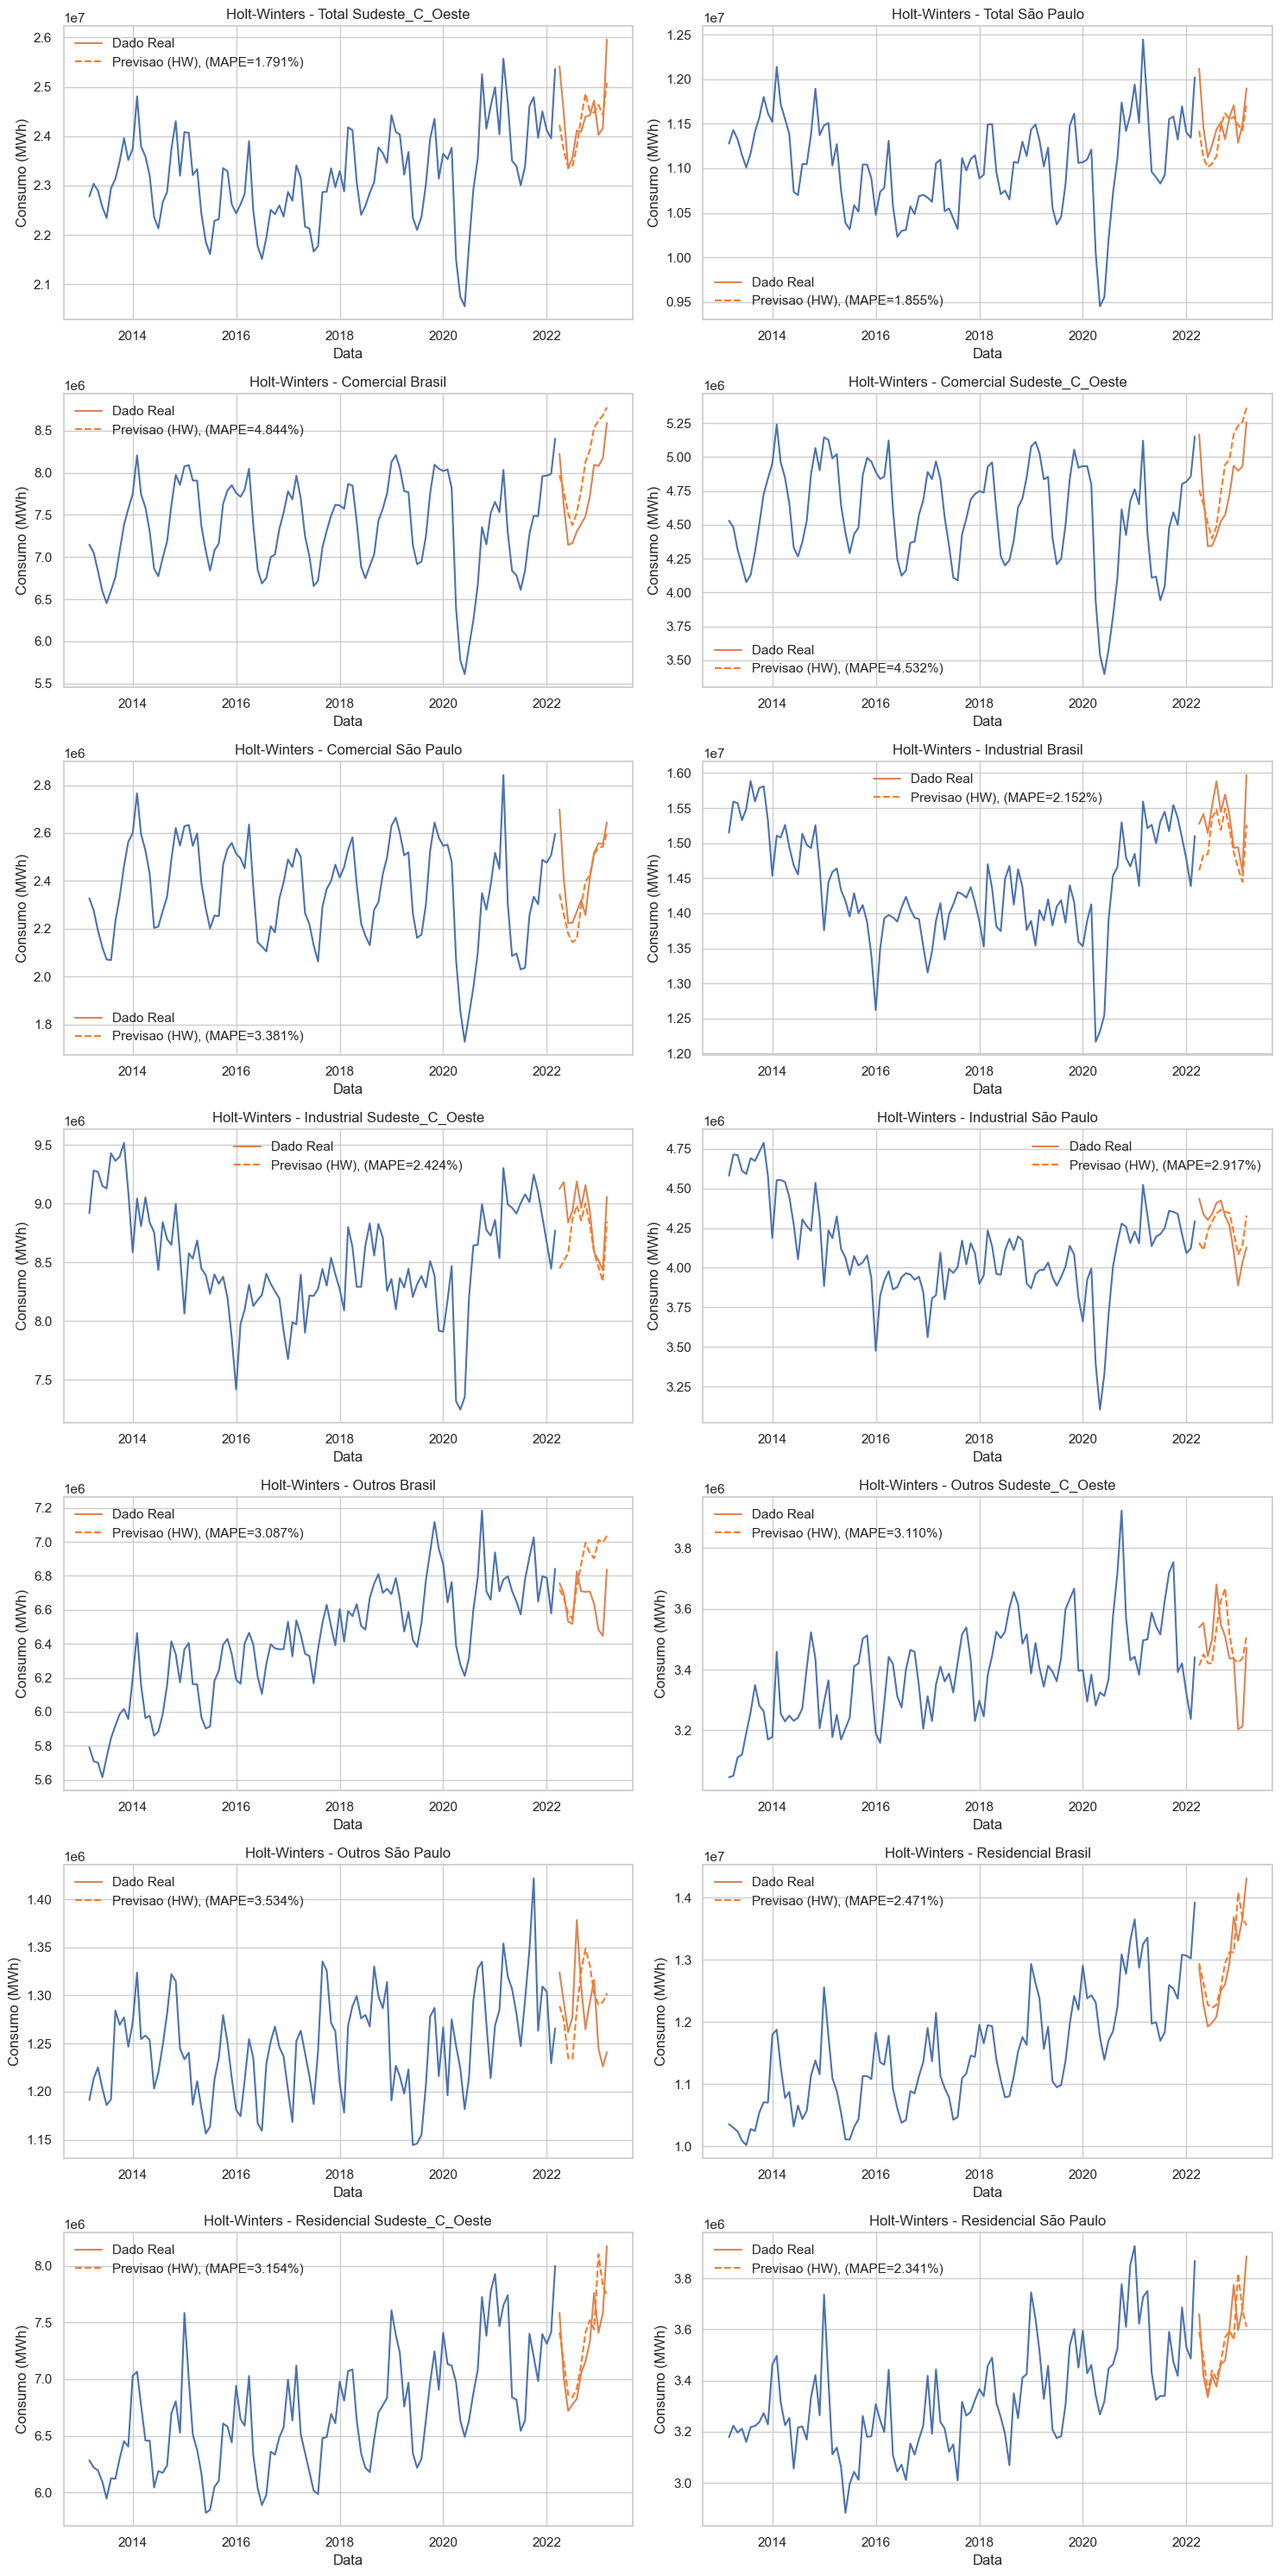 Holt-Winters - Total Sudeste_C_Oeste
1e7
Dado Real
Previsao (HW), (MAPE=1.791%)
2.6
2.5
2.4
2.3
2.2
2.1
Consumo (MWh)
2014 2016 2018 2020 2022
Data
Holt-Winters - Total São Paulo
1e7
1.25
1.20
1.15
1.10
1.05
1.00
0.95
Consumo (MWh)
Dado Real
Previsao (HW), (MAPE=1.855%)
2014 2016 2018 2020 2022
Data
Holt-Winters - Comercial Brasil
1e6
Dado Real
Previsao (HW), (MAPE=4.844%)
8.5
8.0
7.5
7.0
6.5
6.0
5.5
Consumo (MWh)
2014 2016 2018 2020 2022
Data
Holt-Winters - Comercial Sudeste_C_Oeste
1e6
5.25
5.00
4.75
4.50
4.25
4.00
3.75
3.50
Consumo (MWh)
Dado Real
Previsao (HW), (MAPE=4.532%)
2014 2016 2018 2020 2022
Data
Holt-Winters - Comercial São Paulo
1e6
2.8
2.6
2.4
2.2
2.0
1.8
Consumo (MWh)
Dado Real
Previsao (HW), (MAPE=3.381%)
2014 2016 2018 2020 2022
Data
Holt-Winters - Industrial Brasil
1e7
Dado Real
Previsao (HW), (MAPE=2.152%)
1.60
1.55
1.50
1.45
1.40
1.35
1.30
1.25
1.20
Consumo (MWh)
2014 2016 2018 2020 2022
Data
Holt-Winters - Industrial Sudeste_C_Oeste
1e6
Dado Real
Previsao (HW), (MAPE=2.424%)
9.5
9.0
8.5
8.0
7.5
Consumo (MWh)
2014 2016 2018 2020 2022
Data
Holt-Winters - Industrial São Paulo
1e6
Dado Real
Previsao (HW), (MAPE=2.917%)
4.75
4.50
4.25
4.00
3.75
3.50
3.25
Consumo (MWh)
2014 2016 2018 2020 2022
Data
Holt-Winters - Outros Brasil
1e6
Dado Real
Previsao (HW), (MAPE=3.087%)
7.2
7.0
6.8
6.6
6.4
6.2
6.0
5.8
5.6
Consumo (MWh)
2014 2016 2018 2020 2022
Data
Holt-Winters - Outros Sudeste_C_Oeste
1e6
Dado Real
Previsao (HW), (MAPE=3.110%)
3.8
3.6
3.4
3.2
Consumo (MWh)
2014 2016 2018 2020 2022
Data
Holt-Winters - Outros São Paulo
1e6
Dado Real
Previsao (HW), (MAPE=3.534%)
1.40
1.35
1.30
1.25
1.20
1.15
Consumo (MWh)
2014 2016 2018 2020 2022
Data
Holt-Winters - Residencial Brasil
1e7
Dado Real
Previsao (HW), (MAPE=2.471%)
1.4
1.3
1.2
1.1
1.0
Consumo (MWh)
2014 2016 2018 2020 2022
Data
Holt-Winters - Residencial Sudeste_C_Oeste
1e6
Dado Real
Previsao (HW), (MAPE=3.154%)
8.0
7.5
7.0
6.5
6.0
Consumo (MWh)
2014 2016 2018 2020 2022
Data
Holt-Winters - Residencial São Paulo
1e6
Dado Real
Previsao (HW), (MAPE=2.341%)
3.8
3.6
3.4
3.2
3.0
Consumo (MWh)
2014 2016 2018 2020 2022
Data